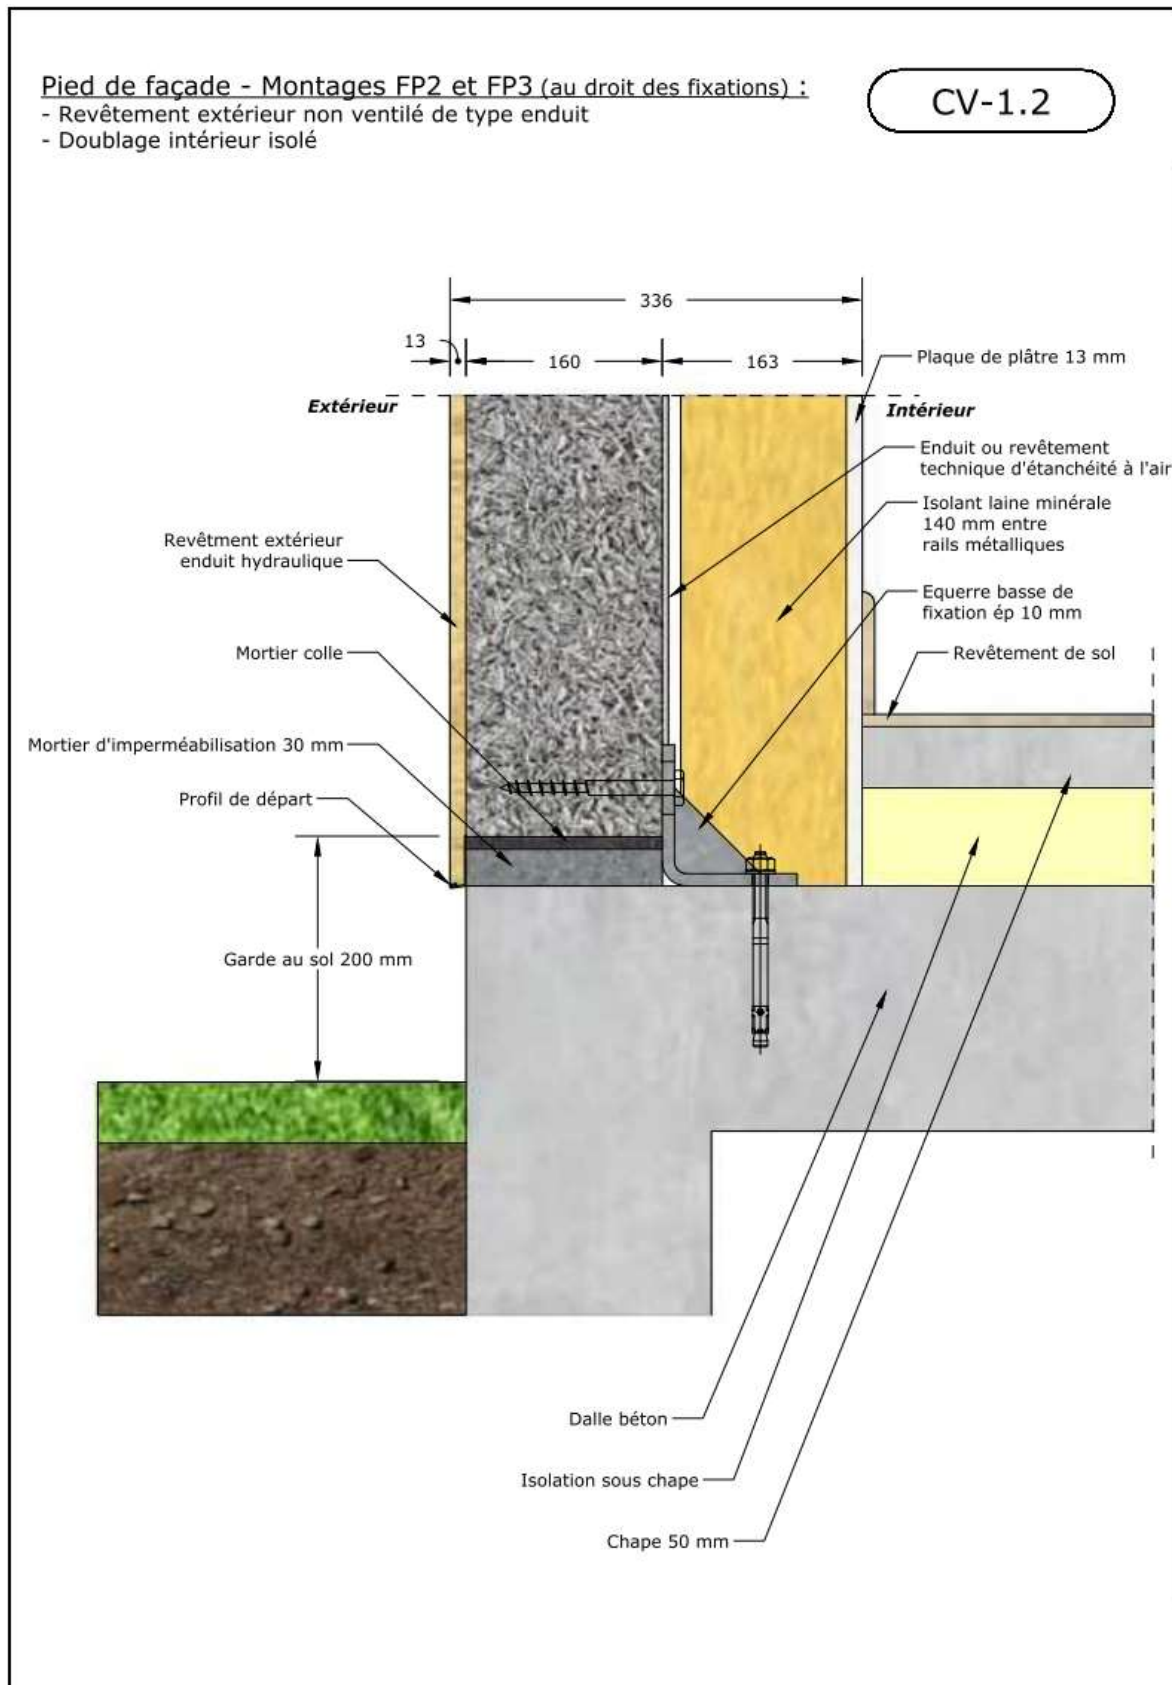 Pied de façade - Montages FP2 et FP3 (au droit des fixations) :
- Revêtement extérieur non ventilé de type enduit
- Doublage intérieur isolé
CV-1.2
336
13
160
163
Plaque de plâtre 13 mm
Extérieur
Intérieur
Enduit ou revêtement
technique d'étanchéité à l'air
Isolant laine minérale
140 mm entre
rails métalliques
Revêtment extérieur
enduit hydraulique
Equerre basse de
fixation ép 10 mm
Mortier colle
Revêtement de sol
Mortier d'imperméabilisation 30 mm
Profil de départ
Garde au sol 200 mm
Dalle béton
Isolation sous chape
Chape 50 mm